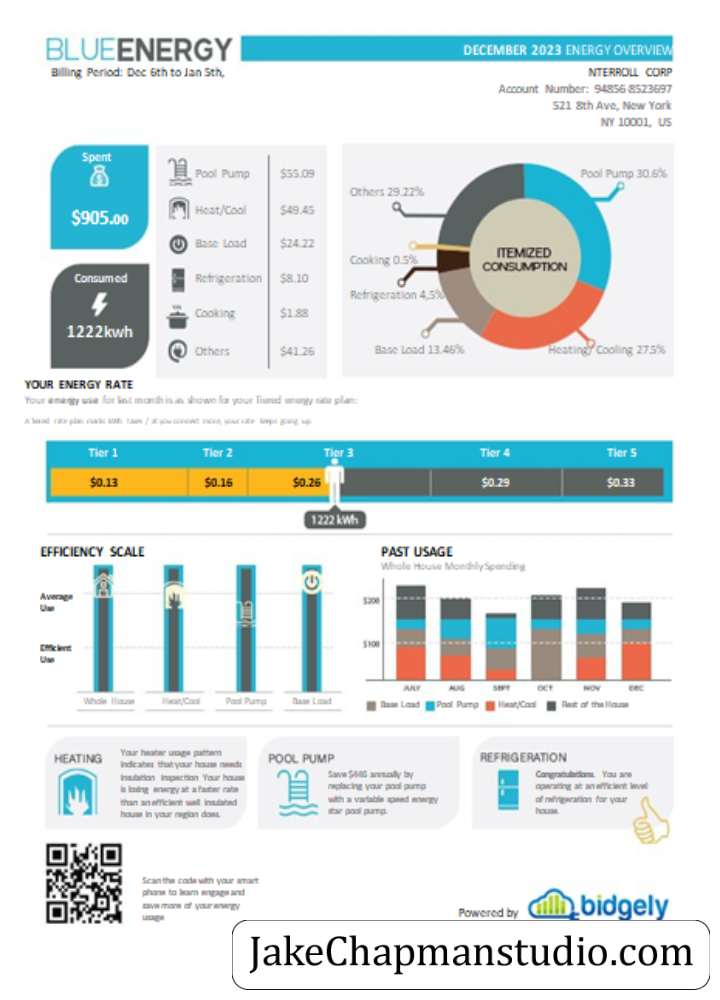 BLUEENERGY
DECEMBER 2023 ENERGY OVERVIEW
Billing Period: Dec 6th to Jan 5th,
NTERROLL CORP
Account Number: 94856-8523697
521 8th Ave, New York
NY 10001, US
Spent
$905.00
Consumed
1222kwh
Pool Pump $55.09
Heat/Cool $49.45
Base Load $24.22
Refrigeration $8.10
Cooking $1.88
Others $41.26
Pool Pump 30.6%
Others 29.22%
Cooking 0.5%
Refrigeration 4,5%
Base Load 13.46%
Heating/ Cooling 27.5%
ITEMIZED
CONSUMPTION
YOUR ENERGY RATE
Your energy use for last month is as shown for your Tiered energy rate plan:
A tiered rate plan marks kWh
rate keeps going up.
Tier 1 Tier 2 Tier 3 Tier 4 Tier 5
$0.13 $0.16 $0.26 $0.29 $0.33
1222 kWh
EFFICIENCY SCALE
Average
Use
Efficient
Use
Whole House Heat/Cool Pool Pump Base Load
PAST USAGE
Whole House Monthly Spending
$200
$100
JULY AUG SEPT OCT NOV DEC
Base Load Pool Pump Heat/Cool Rest of the House
HEATING
Your heater usage pattern
indicates that your house needs
insulation inspection Your house
is losing energy at a faster rate
than an efficient well insulated
house in your region does.
POOL PUMP
Save $446 annually by
replacing your pool pump
with a variable speed energy
star pool pump.
REFRIGERATION
Congratulations. You are
operating at an efficient level
of refrigeration for your
house.
Scan the code with your smart
phone to learn engage and
save more of your energy
usage
Powered by bidgely
JakeChapmanstudio.com